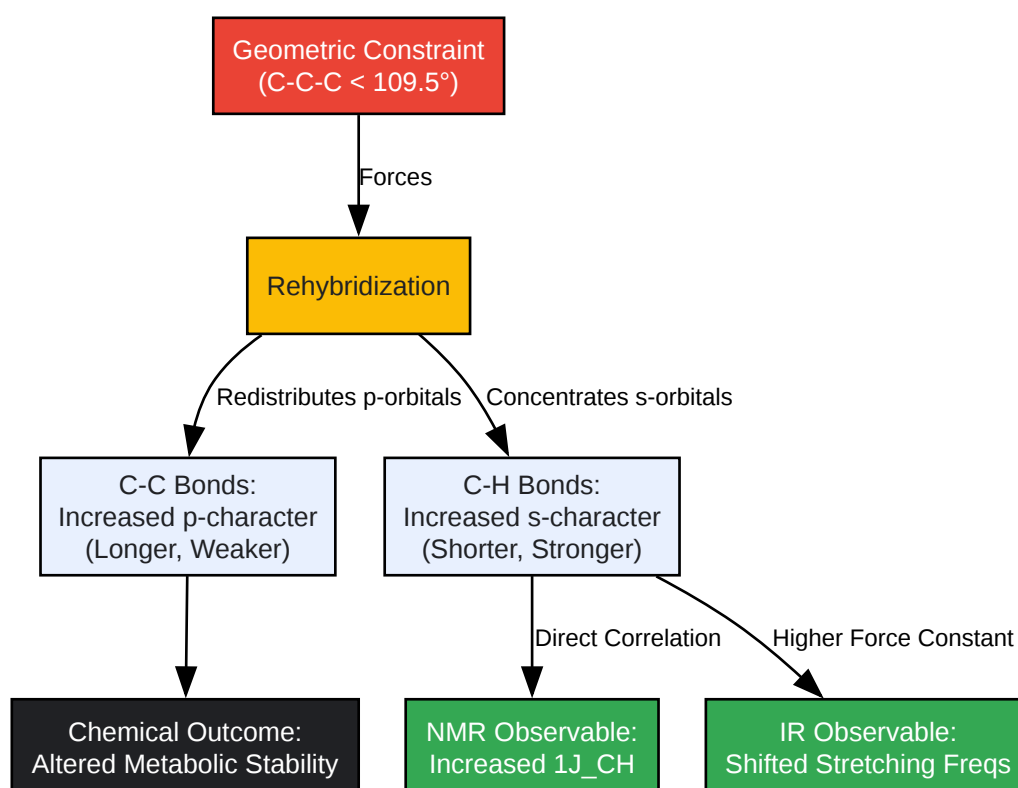 Geometric Constraint
(C-C-C < 109.5°)
Forces
Rehybridization
Redistributes p-orbitals
Concentrates s-orbitals
C-C Bonds:
Increased p-character
(Longer, Weaker)
C-H Bonds:
Increased s-character
(Shorter, Stronger)
Direct Correlation
Higher Force Constant
Chemical Outcome:
Altered Metabolic Stability
NMR Observable:
Increased 1J_CH
IR Observable:
Shifted Stretching Freqs